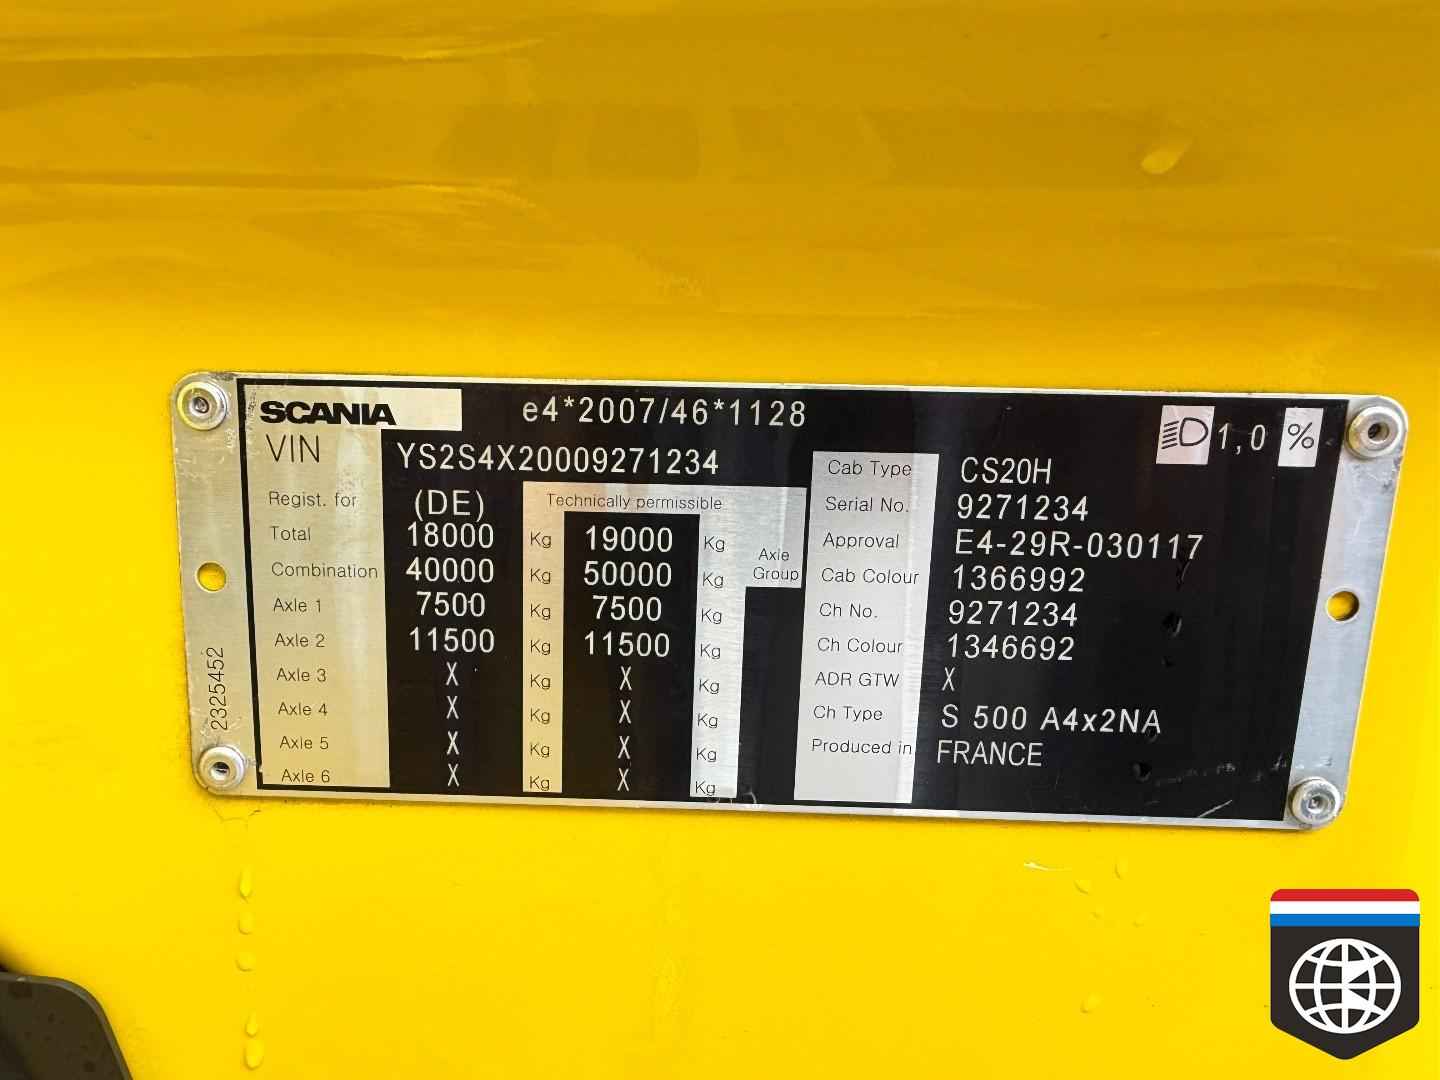 SCANIA e4*2007/46*1128 1,0 %
VIN YS2S4X20009271234
Regist. for (DE) Technically permissible
Total 18000 Kg 19000 Kg Axle Group
Combination 40000 Kg 50000 Kg
Axle 1 7500 Kg 7500 Kg
Axle 2 11500 Kg 11500 Kg
Axle 3 X Kg X Kg
Axle 4 X Kg X Kg
Axle 5 X Kg X Kg
Axle 6 X Kg X Kg
Cab Type CS20H
Serial No. 9271234
Approval E4-29R-030117
Cab Colour 1366992
Ch No. 9271234
Ch Colour 1346692
ADR GTW X
Ch Type S 500 A4x2NA
Produced in FRANCE
2325452